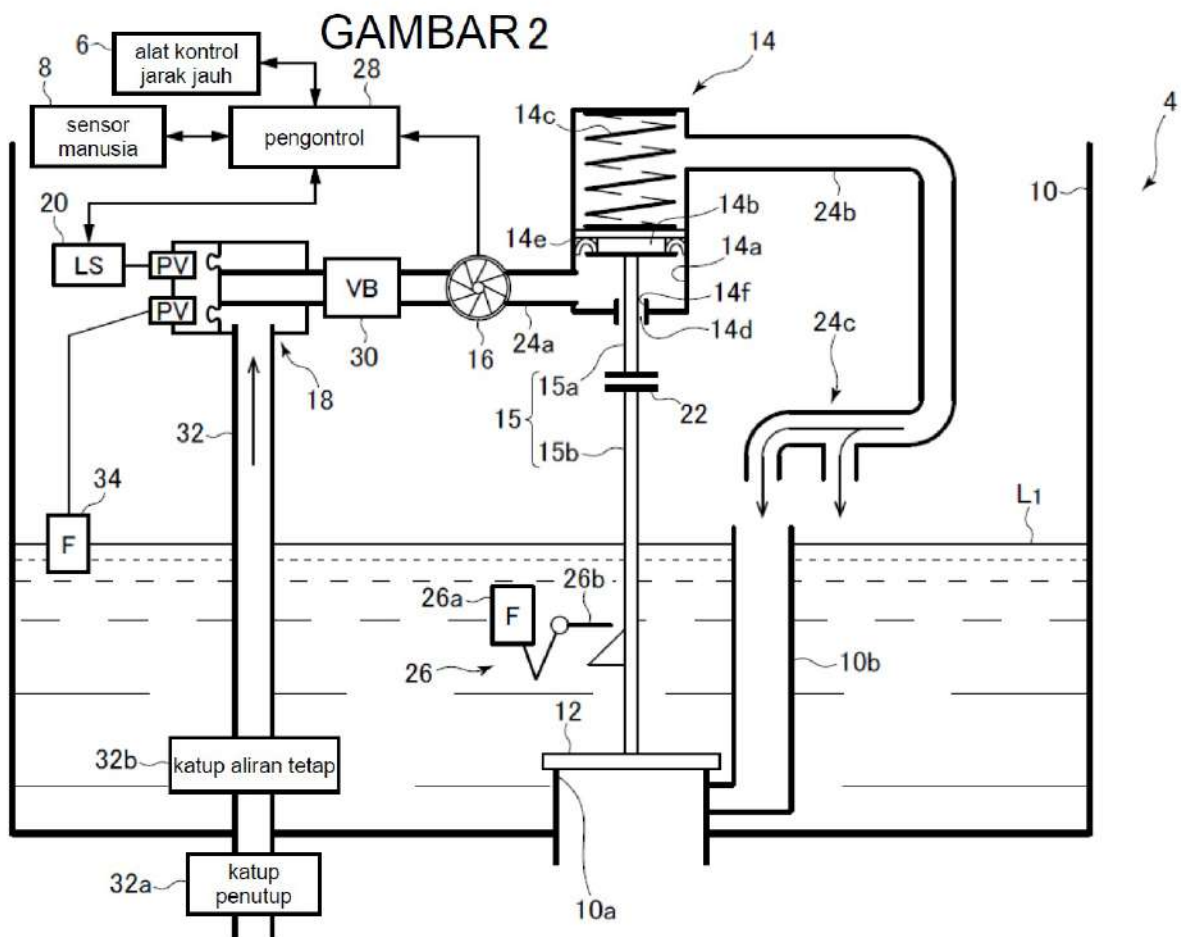 GAMBAR 2
6
alat kontrol
jarak jauh
28
8
sensor
manusia
pengontrol
14
14c
4
10
20
LS
PV
PV
VB
30
16
24a
24b
14b
14e
14a
14f
14d
24c
18
15
15a
22
15b
32
34
F
L1
26a
F
26b
26
10b
12
32b
katup aliran tetap
32a
katup
penutup
10a